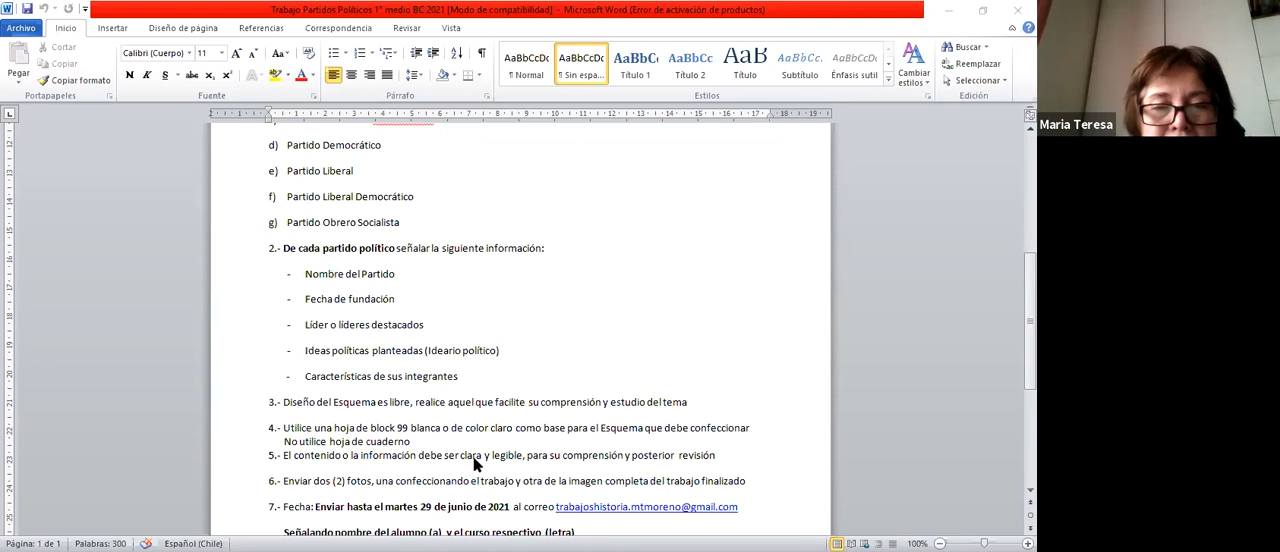 Trabajo Partidos Políticos 1° medio BC 2021 [Modo de compatibilidad] - Microsoft Word (Error de activación de productos)
Archivo Inicio Insertar Diseño de página Referencias Correspondencia Revisar Vista
Pegar
Cortar
Copiar
Copiar formato
Portapapeles
Calibri (Cuerpo) 11
N K S abc x₂ x²
Fuente
Párrafo
AaBbCcDc AaBbCcDc AaBbCc AaBbCc AaB AaBbCc. AaBbCcDc
¶ Normal ¶ Sin espa... Título 1 Título 2 Título Subtítulo Énfasis sutil
Estilos
Cambiar estilos
Buscar
Reemplazar
Seleccionar
Edición
Maria Teresa
d) Partido Democrático
e) Partido Liberal
f) Partido Liberal Democrático
g) Partido Obrero Socialista
2.- De cada partido político señalar la siguiente información:
- Nombre del Partido
- Fecha de fundación
- Líder o líderes destacados
- Ideas políticas planteadas (Ideario político)
- Características de sus integrantes
3.- Diseño del Esquema es libre, realice aquel que facilite su comprensión y estudio del tema
4.- Utilice una hoja de block 99 blanca o de color claro como base para el Esquema que debe confeccionar
No utilice hoja de cuaderno
5.- El contenido o la información debe ser clara y legible, para su comprensión y posterior revisión
6.- Enviar dos (2) fotos, una confeccionando el trabajo y otra de la imagen completa del trabajo finalizado
7.- Fecha: Enviar hasta el martes 29 de junio de 2021 al correo trabajoshistoria.mtmoreno@gmail.com
Señalando nombre del alumno (a) y el curso respectivo (letra)
Página: 1 de 1 Palabras: 300 Español (Chile) 100%